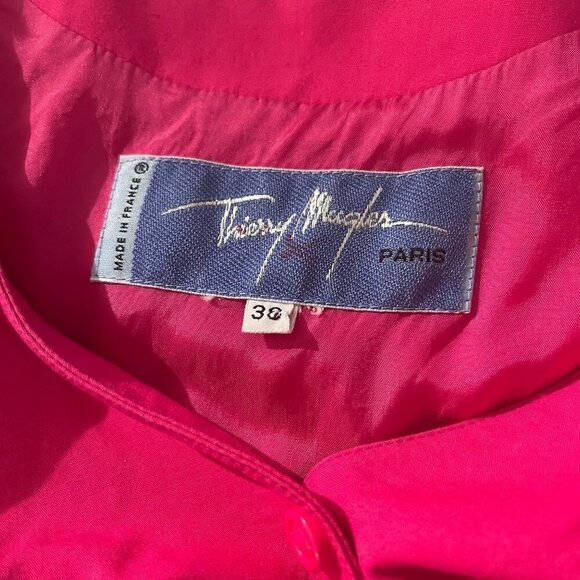 MADE IN FRANCE ®
Thierry Mugler
PARIS
38